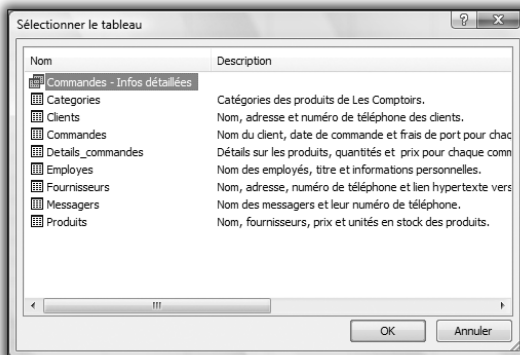 Sélectionner le tableau
Nom Description
Commandes - Infos détaillées
Categories Catégories des produits de Les Comptoirs.
Clients Nom, adresse et numéro de téléphone des clients.
Commandes Nom du client, date de commande et frais de port pour chac
Details_commandes Détails sur les produits, quantités et prix pour chaque comm
Employes Nom des employés, titre et informations personnelles.
Fournisseurs Nom, adresse, numéro de téléphone et lien hypertexte vers
Messagers Nom des messagers et leur numéro de téléphone.
Produits Nom, fournisseurs, prix et unités en stock des produits.
OK Annuler